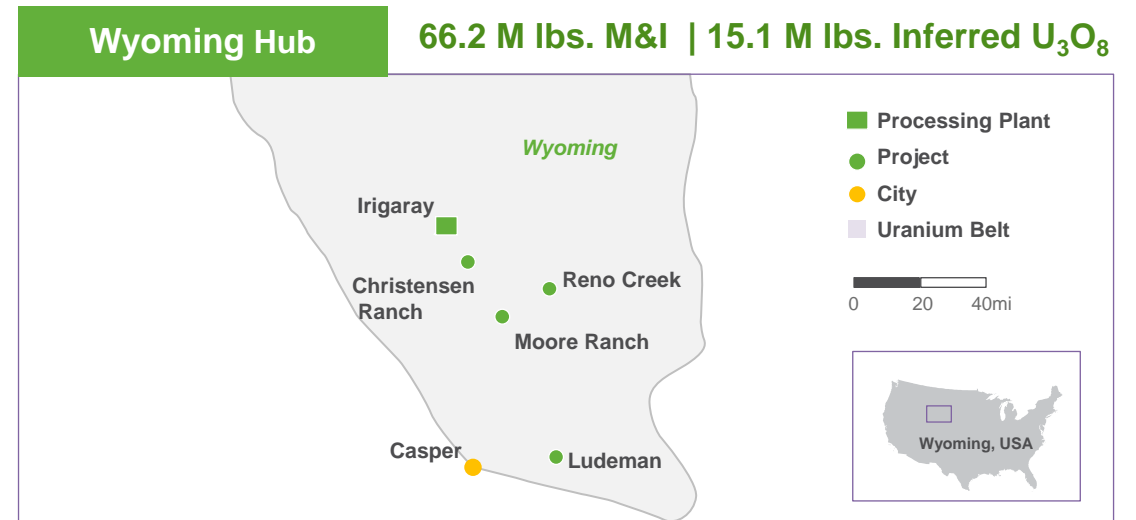 Wyoming Hub
66.2 M lbs. M&I | 15.1 M lbs. Inferred U₃O₈
Wyoming
Irigaray
Christensen
Ranch
Reno Creek
Moore Ranch
Casper
Ludeman
Processing Plant
Project
City
Uranium Belt
0 20 40mi
Wyoming, USA